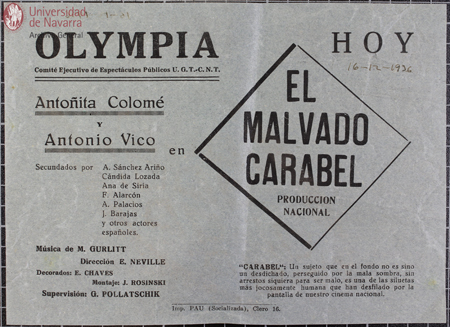 Universidad
de Navarra
Archivo General
OLYMPIA
Comité Ejecutivo de Espectáculos Públicos U. G. T.-C. N. T.
HOY
16-12-1936
Antoñita Colomé
Y
Antonio Vico
en
EL
MALVADO
CARABEL
PRODUCCION
NACIONAL
Secundados por A. Sánchez Ariño
Cándida Lozada
Ana de Siria
F. Alarcón
A. Palacios
J. Barajas
y otros actores
españoles.
Música de M. GURLITT
Dirección E. NEVILLE
Decorados: E. CHAVES
Montaje: J. ROSINSKI
Supervisión: G. POLLATSCHIK
"CARABEL": Un sujeto que en el fondo no es sino
un desdichado, perseguido por la mala sombra, sin
arrestos siquiera para ser malo, es una de las siluetas
más jocosamente humana que han desfilado por la
pantalla de nuestro cinema nacional.
Imp. PAU (Socializada), Clero 16.